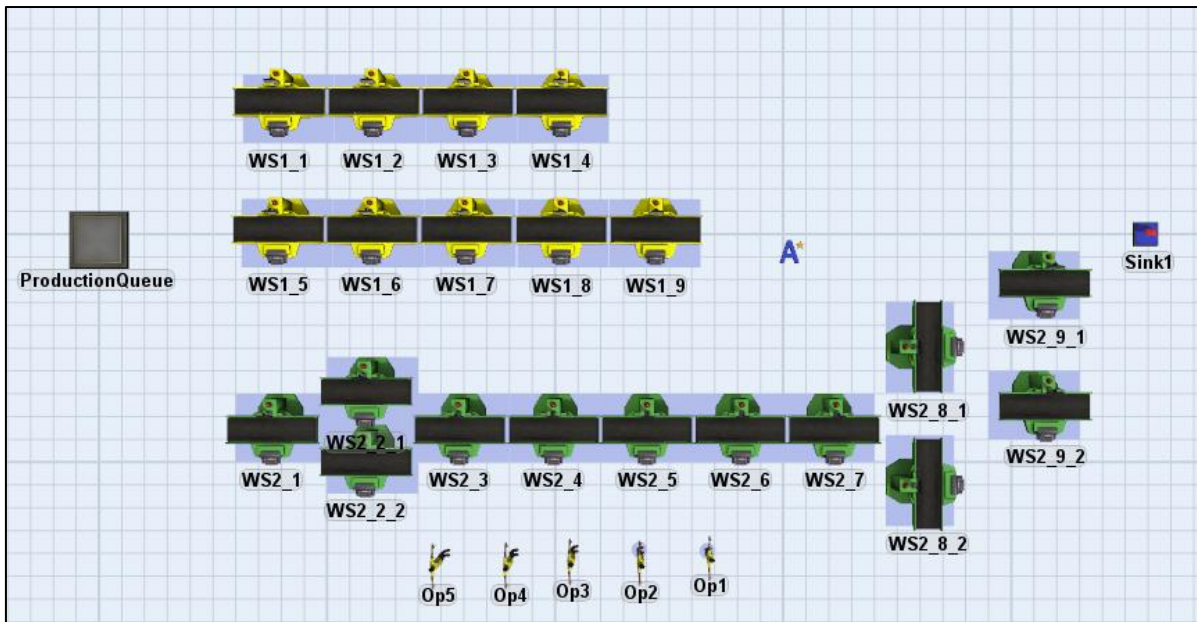 WS1_1
WS1_2
WS1_3
WS1_4
ProductionQueue
WS1_5
WS1_6
WS1_7
WS1_8
WS1_9
A*
Sink1
WS2_9_1
WS2_8_1
WS2_2_1
WS2_9_2
WS2_1
WS2_3
WS2_4
WS2_5
WS2_6
WS2_7
WS2_2_2
WS2_8_2
Op5
Op4
Op3
Op2
Op1